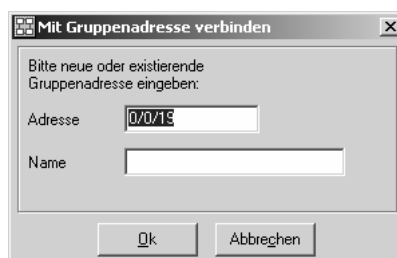 Mit Gruppenadresse verbinden
Bitte neue oder existierende
Gruppenadresse eingeben:
Adresse 0/0/19
Name
Ok Abbrechen